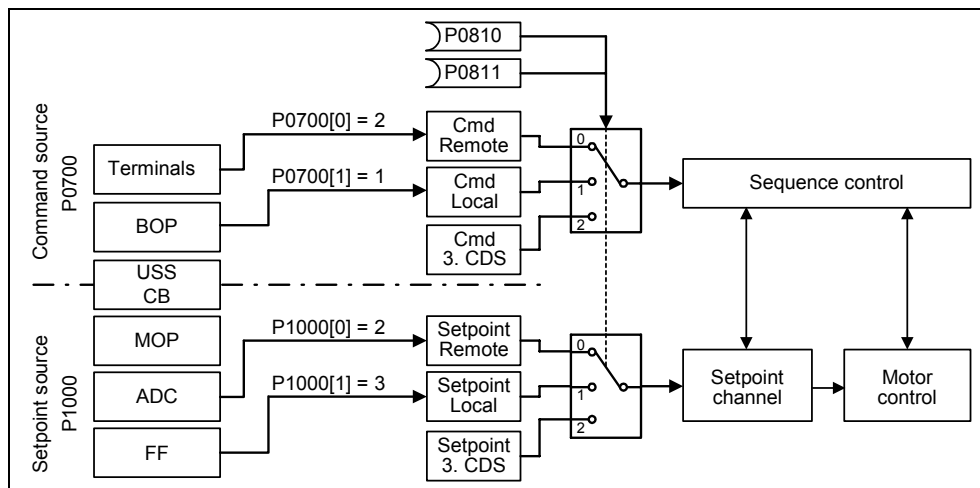 P0810
P0811
Command source
P0700
P0700[0] = 2
P0700[1] = 1
Terminals
BOP
USS
CB
Cmd
Remote
Cmd
Local
Cmd
3. CDS
0
1
2
Sequence control
Setpoint source
P1000
MOP
ADC
FF
P1000[0] = 2
P1000[1] = 3
Setpoint
Remote
Setpoint
Local
Setpoint
3. CDS
0
1
2
Setpoint
channel
Motor
control